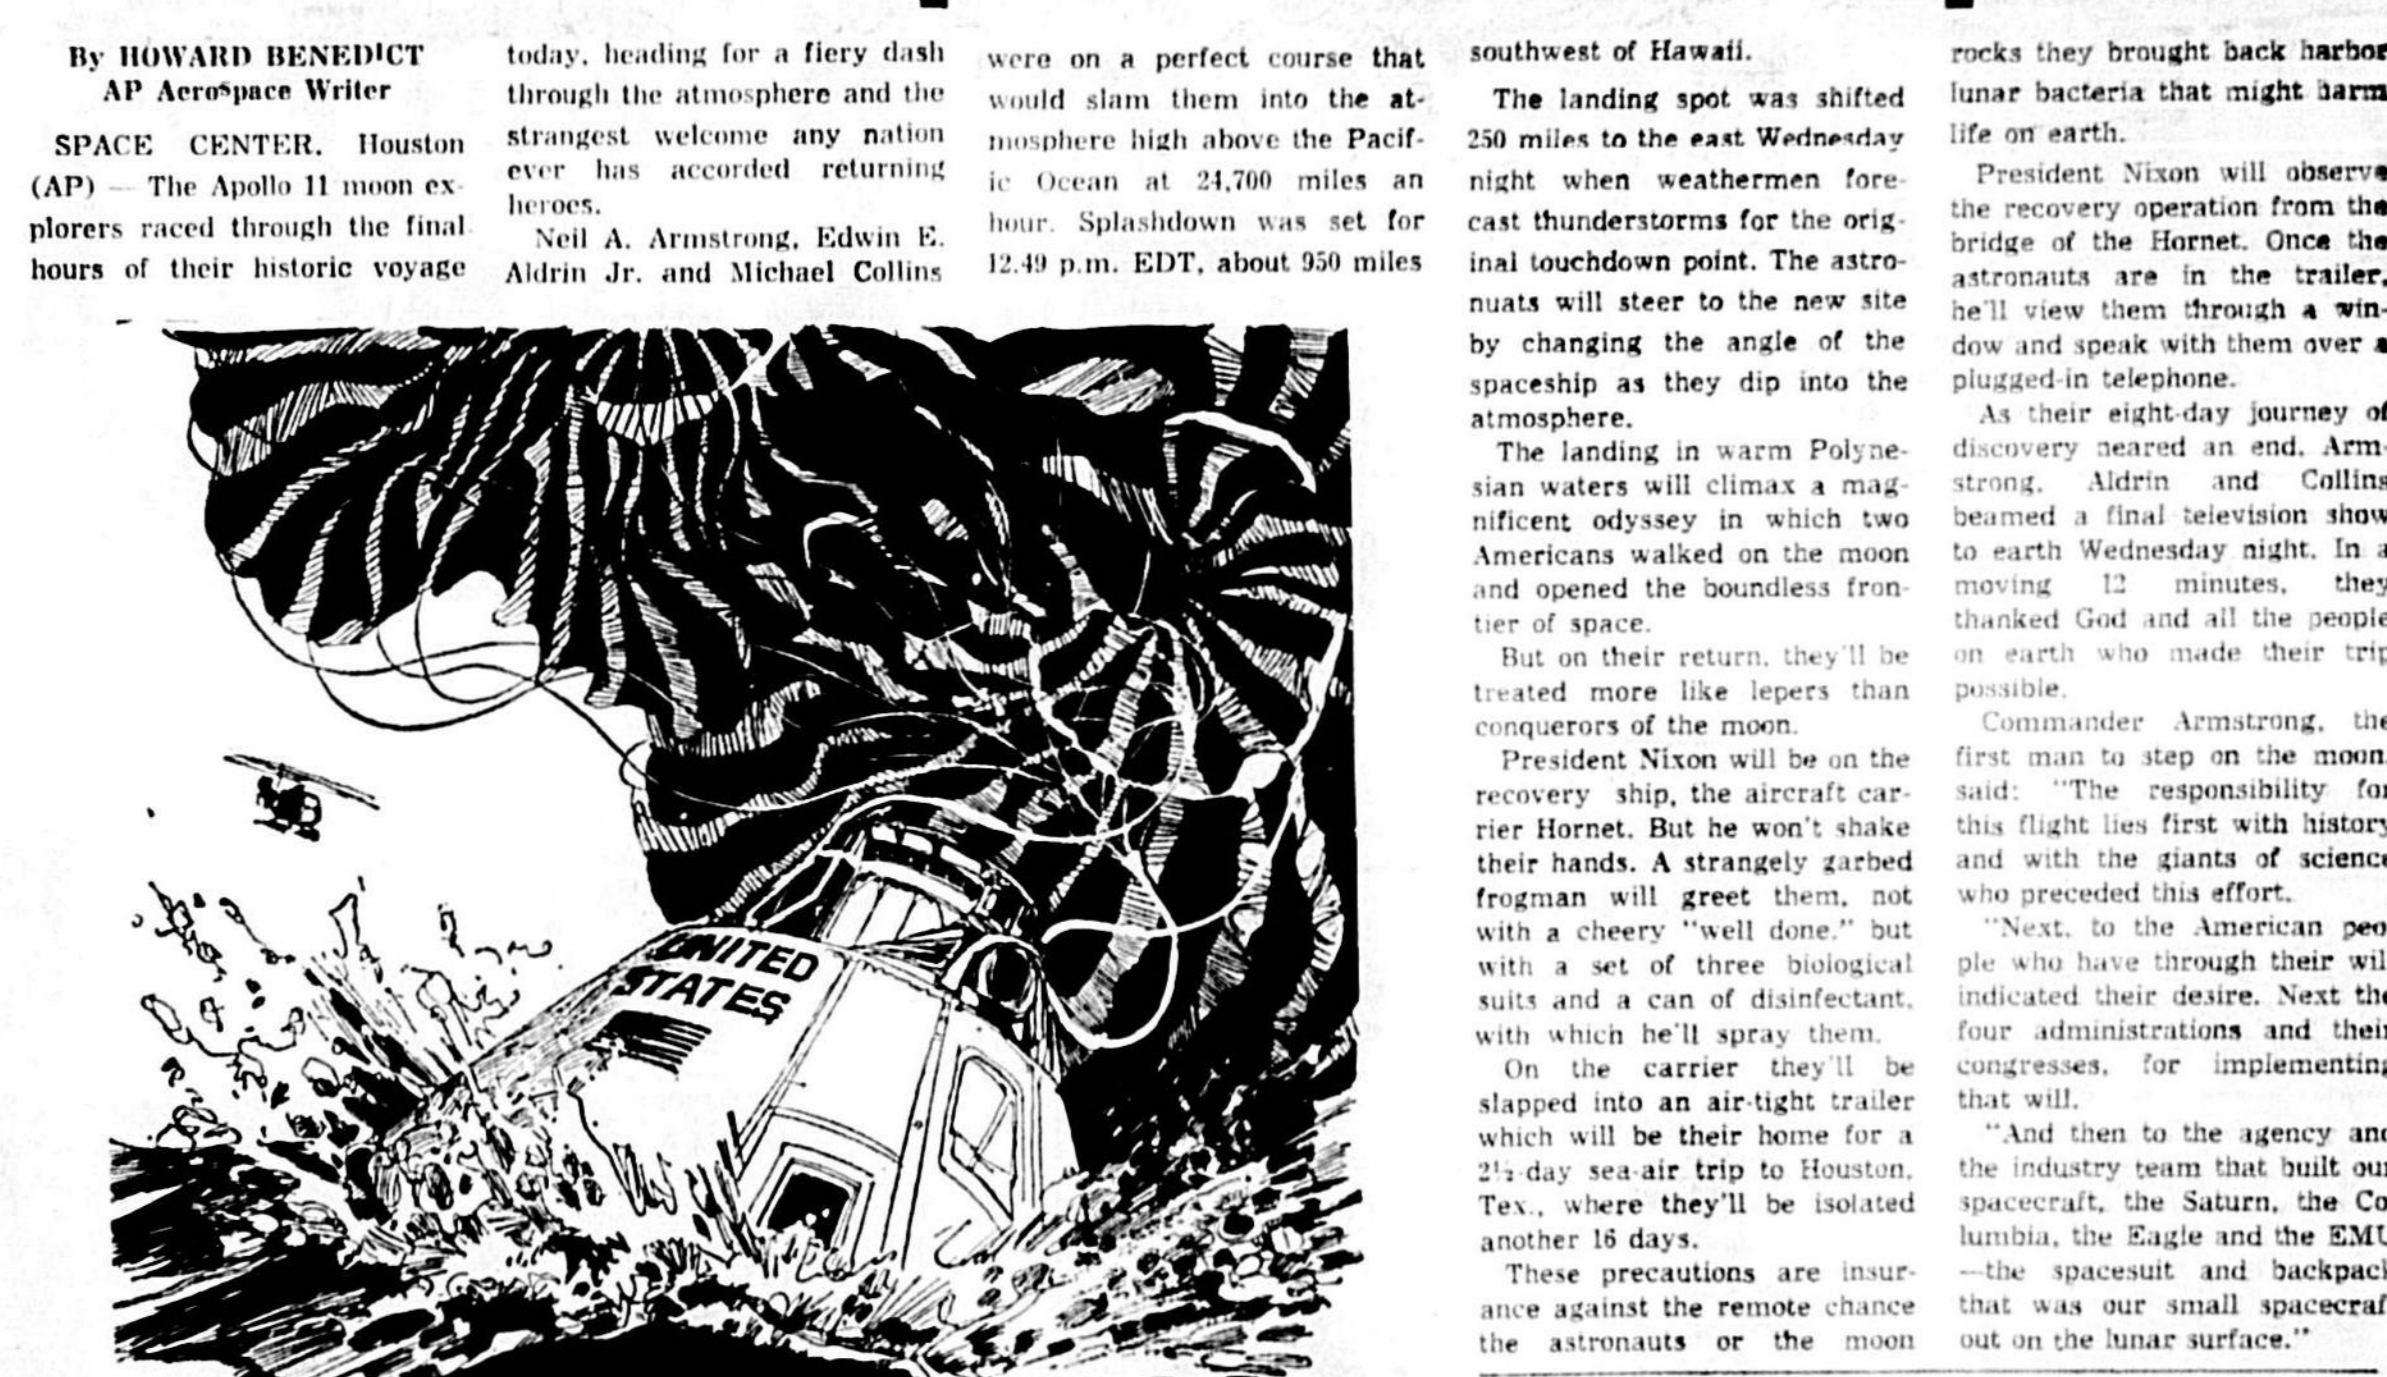 By HOWARD BENEDICT
AP Aerospace Writer
SPACE CENTER, Houston
(AP) — The Apollo 11 moon ex-
plorers raced through the final
hours of their historic voyage
today, heading for a fiery dash
through the atmosphere and the
strangest welcome any nation
ever has accorded returning
heroes.
Neil A. Armstrong, Edwin E.
Aldrin Jr. and Michael Collins
were on a perfect course that
would slam them into the at-
mosphere high above the Pacif-
ic Ocean at 24,700 miles an
hour. Splashdown was set for
12.49 p.m. EDT, about 950 miles
southwest of Hawaii.
The landing spot was shifted
250 miles to the east Wednesday
night when weathermen fore-
cast thunderstorms for the orig-
inal touchdown point. The astro-
nuats will steer to the new site
by changing the angle of the
spaceship as they dip into the
atmosphere.
The landing in warm Polyne-
sian waters will climax a mag-
nificent odyssey in which two
Americans walked on the moon
and opened the boundless fron-
tier of space.
But on their return, they'll be
treated more like lepers than
conquerors of the moon.
President Nixon will be on the
recovery ship, the aircraft car-
rier Hornet. But he won't shake
their hands. A strangely garbed
frogman will greet them, not
with a cheery "well done," but
with a set of three biological
suits and a can of disinfectant,
with which he'll spray them.
On the carrier they'll be
slapped into an air-tight trailer
which will be their home for a
2½-day sea-air trip to Houston,
Tex., where they'll be isolated
another 16 days.
These precautions are insur-
ance against the remote chance
the astronauts or the moon
rocks they brought back harbor
lunar bacteria that might harm
life on earth.
President Nixon will observe
the recovery operation from the
bridge of the Hornet. Once the
astronauts are in the trailer,
he'll view them through a win-
dow and speak with them over a
plugged-in telephone.
As their eight-day journey of
discovery neared an end, Arm-
strong, Aldrin and Collins
beamed a final television show
to earth Wednesday night. In a
moving 12 minutes, they
thanked God and all the people
on earth who made their trip
possible.
Commander Armstrong, the
first man to step on the moon,
said: "The responsibility for
this flight lies first with history
and with the giants of science
who preceded this effort.
"Next, to the American peo
ple who have through their wil
indicated their desire. Next the
four administrations and their
congresses, for implementing
that will.
"And then to the agency and
the industry team that built our
spacecraft, the Saturn, the Co
lumbia, the Eagle and the EMU
—the spacesuit and backpack
that was our small spacecraf
out on the lunar surface."
UNITED
STATES